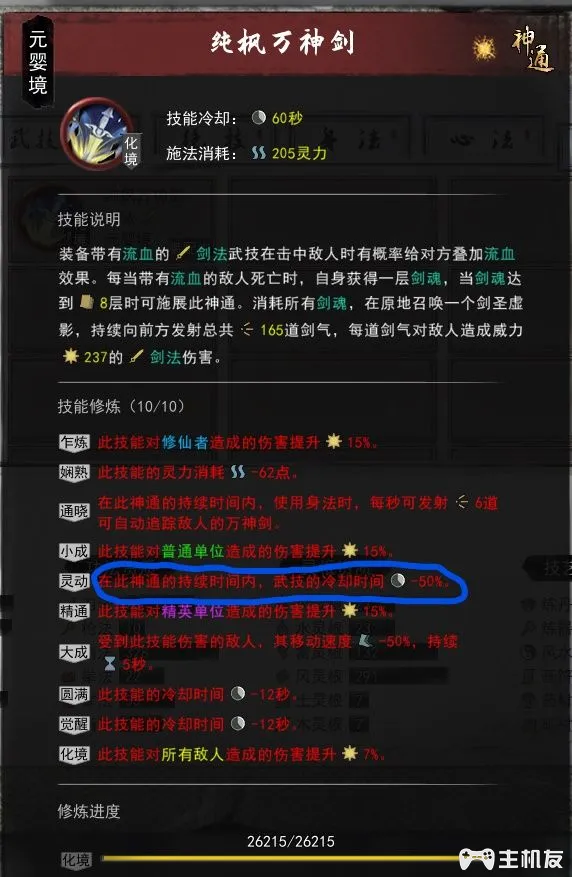 元婴境
纯枫万神剑
神通
化境
技能冷却: 60秒
施法消耗: 205灵力
技能说明
装备带有流血的 剑法武技在击中敌人时有概率给对方叠加流血
效果。每当带有流血的敌人死亡时，自身获得一层剑魂，当剑魂达
到 8层时可施展此神通。消耗所有剑魂，在原地召唤一个剑圣虚
影，持续向前方发射总共 165道剑气，每道剑气对敌人造成威力
237的 剑法伤害。
技能修炼（10/10）
乍炼 此技能对修仙者造成的伤害提升 15%。
娴熟 此技能的灵力消耗 -62点。
通晓 在此神通的持续时间内，使用身法时，每秒可发射 6道
可自动追踪敌人的万神剑。
小成 此技能对普通单位造成的伤害提升 15%。
灵动 在此神通的持续时间内，武技的冷却时间 -50%。
精通 此技能对精英单位造成的伤害提升 15%。
大成 受到此技能伤害的敌人，其移动速度 -50%，持续
5秒。
圆满 此技能的冷却时间 -12秒。
觉醒 此技能的冷却时间 -12秒。
化境 此技能对所有敌人造成的伤害提升 7%。
修炼进度
26215/26215
化境
主机友